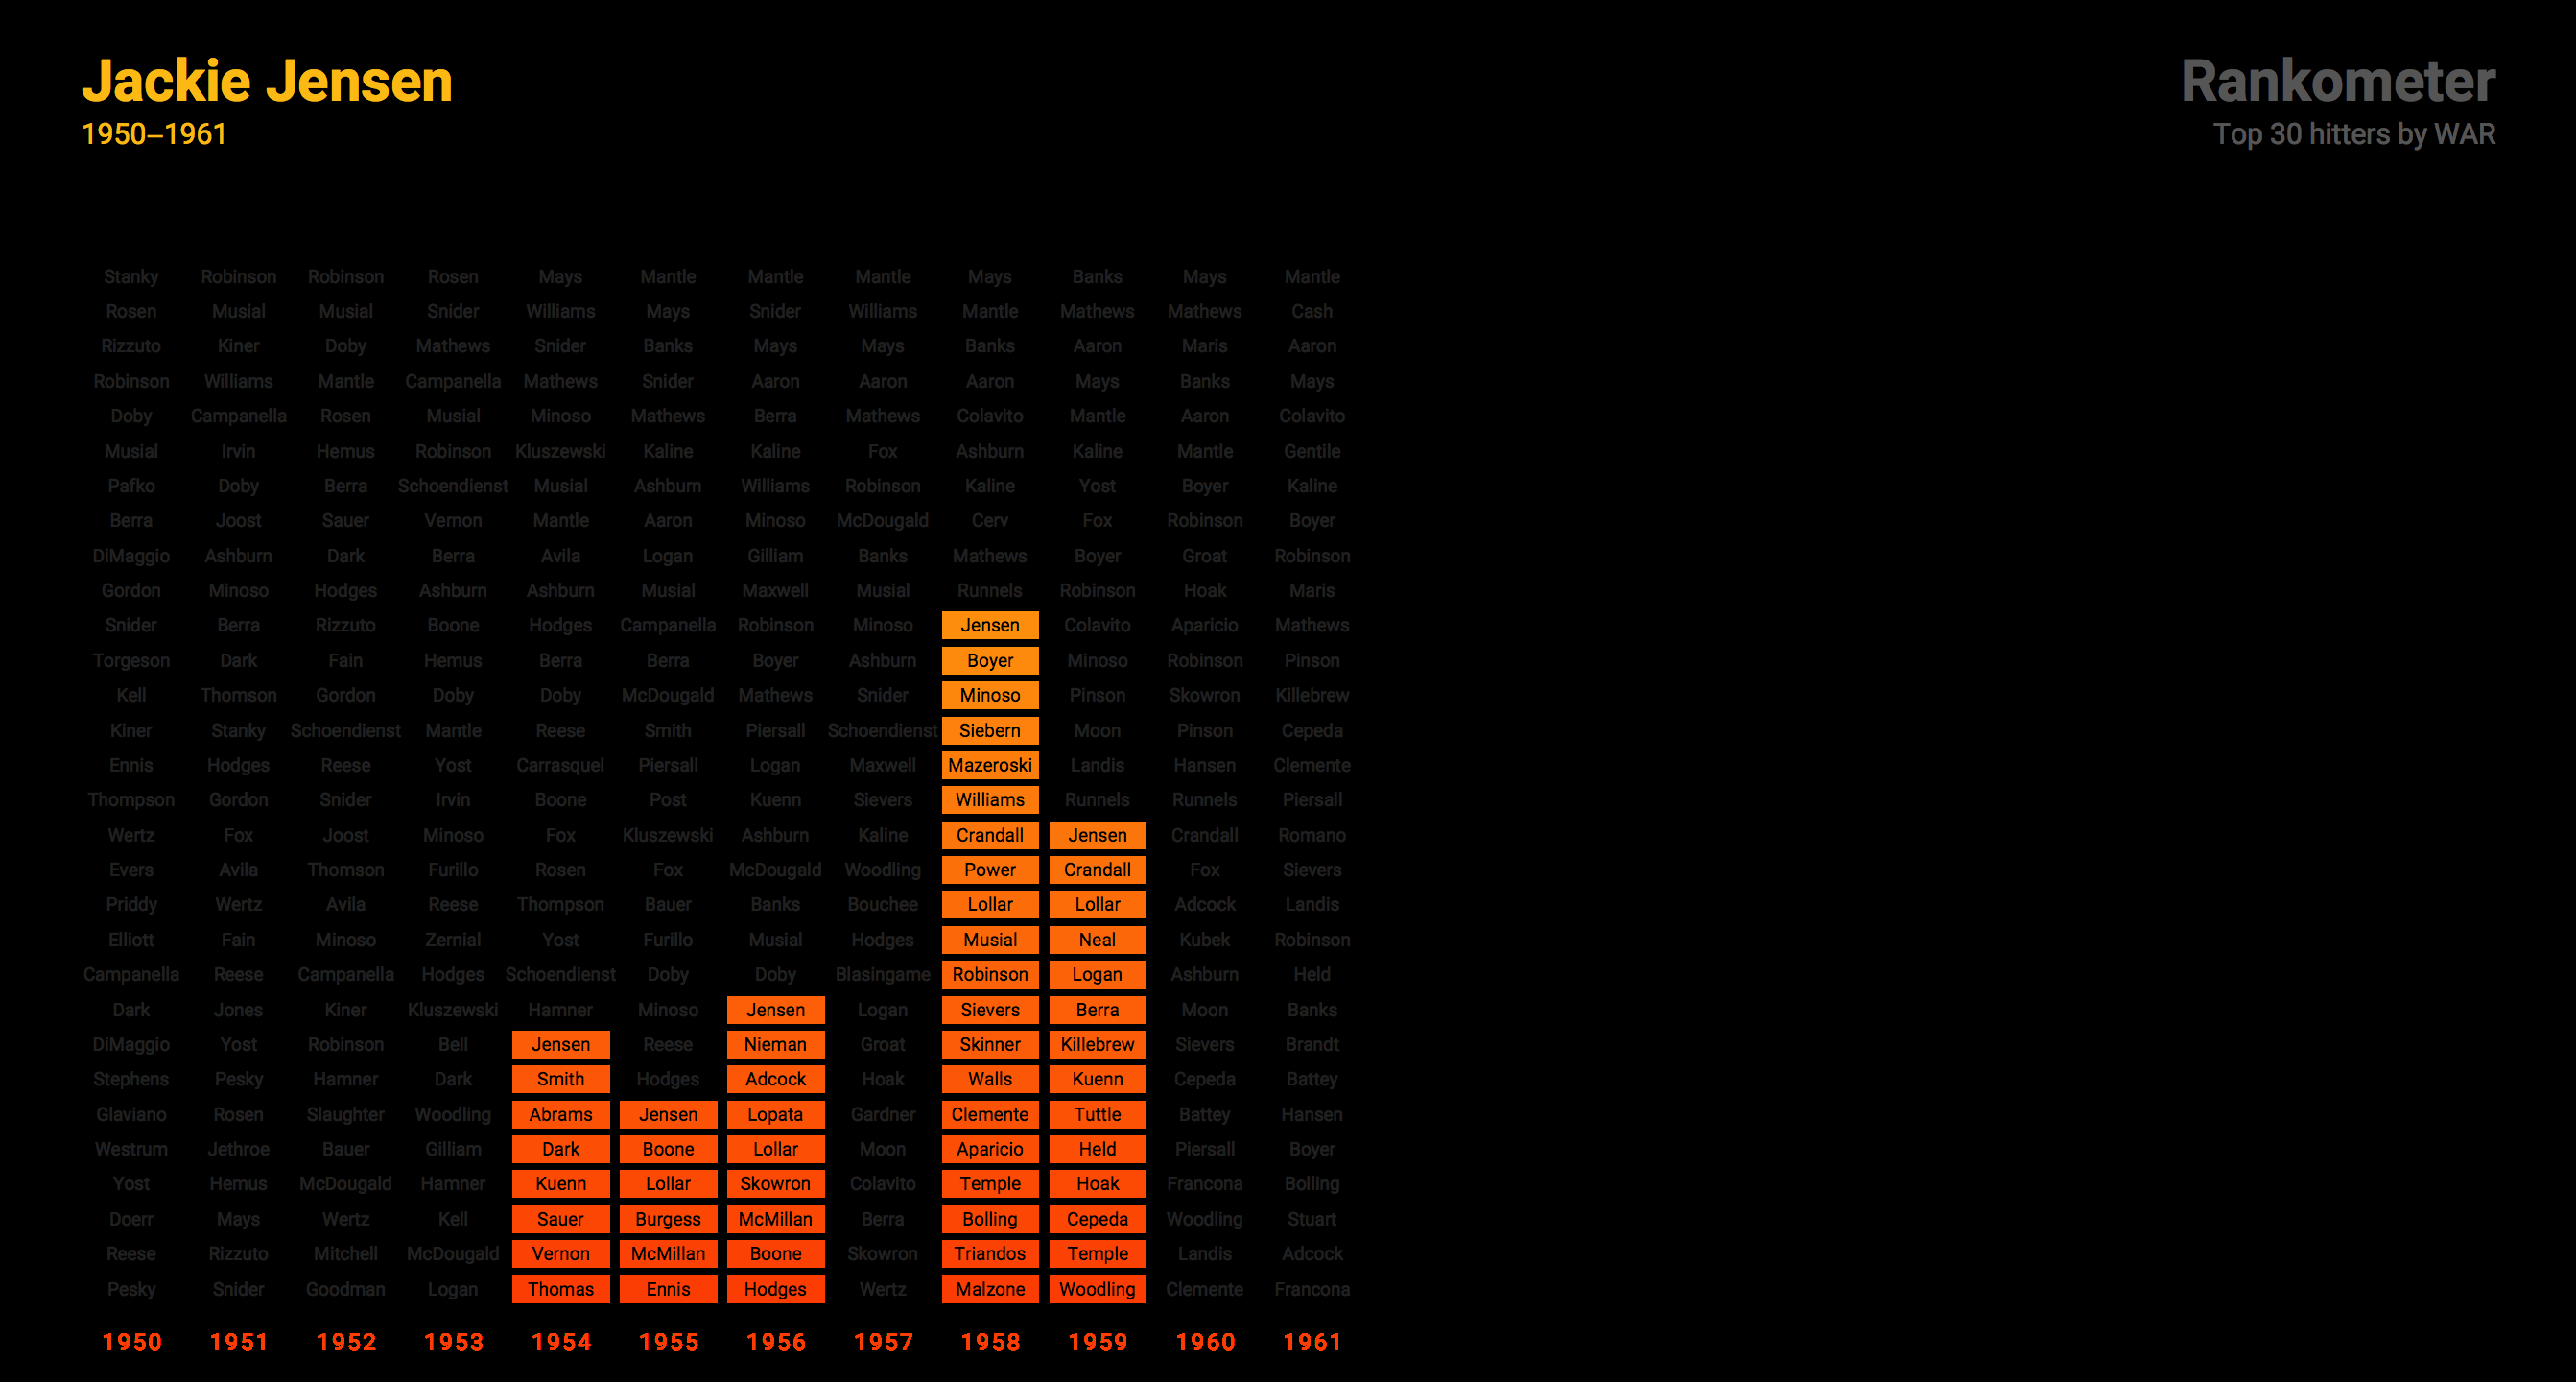 Jackie Jensen
1950–1961
Rankometer
Top 30 hitters by WAR
Stanky Robinson Robinson Rosen Mays Mantle Mantle Mantle Mays Banks Mays Mantle
Rosen Musial Musial Snider Williams Mays Snider Williams Mantle Mathews Mathews Cash
Rizzuto Kiner Doby Mathews Snider Banks Mays Mays Banks Aaron Maris Aaron
Robinson Williams Mantle Campanella Mathews Snider Aaron Aaron Aaron Mays Banks Mays
Doby Campanella Rosen Musial Minoso Mathews Berra Mathews Colavito Mantle Aaron Colavito
Musial Irvin Hemus Robinson Kluszewski Kaline Kaline Fox Ashburn Kaline Mantle Gentile
Pafko Doby Berra Schoendienst Musial Ashburn Williams Robinson Kaline Yost Boyer Kaline
Berra Joost Sauer Vernon Mantle Aaron Minoso McDougald Cerv Fox Robinson Boyer
DiMaggio Ashburn Dark Berra Avila Logan Gilliam Banks Mathews Boyer Groat Robinson
Gordon Minoso Hodges Ashburn Ashburn Musial Maxwell Musial Runnels Robinson Hoak Maris
Snider Berra Rizzuto Boone Hodges Campanella Robinson Minoso Jensen Colavito Aparicio Mathews
Torgeson Dark Fain Hemus Berra Berra Boyer Ashburn Boyer Minoso Robinson Pinson
Kell Thomson Gordon Doby Doby McDougald Mathews Snider Minoso Pinson Skowron Killebrew
Kiner Stanky Schoendienst Mantle Reese Smith Piersall Schoendienst Siebern Moon Pinson Cepeda
Ennis Hodges Reese Yost Carrasquel Piersall Logan Maxwell Mazeroski Landis Hansen Clemente
Thompson Gordon Snider Irvin Boone Post Kuenn Sievers Williams Runnels Runnels Piersall
Wertz Fox Joost Minoso Fox Kluszewski Ashburn Kaline Crandall Jensen Crandall Romano
Evers Avila Thomson Furillo Rosen Fox McDougald Woodling Power Crandall Fox Sievers
Priddy Wertz Avila Reese Thompson Bauer Banks Bouchee Lollar Lollar Adcock Landis
Elliott Fain Minoso Zernial Yost Furillo Musial Hodges Musial Neal Kubek Robinson
Campanella Reese Campanella Hodges Schoendienst Doby Doby Blasingame Robinson Logan Ashburn Held
Dark Jones Kiner Kluszewski Hamner Minoso Jensen Logan Sievers Berra Moon Banks
DiMaggio Yost Robinson Bell Jensen Reese Nieman Groat Skinner Killebrew Sievers Brandt
Stephens Pesky Hamner Dark Smith Hodges Adcock Hoak Walls Kuenn Cepeda Battey
Glaviano Rosen Slaughter Woodling Abrams Jensen Lopata Gardner Clemente Tuttle Battey Hansen
Westrum Jethroe Bauer Gilliam Dark Boone Lollar Moon Aparicio Held Piersall Boyer
Yost Hemus McDougald Hamner Kuenn Lollar Skowron Colavito Temple Hoak Francona Bolling
Doerr Mays Wertz Kell Sauer Burgess McMillan Berra Bolling Cepeda Woodling Stuart
Reese Rizzuto Mitchell McDougald Vernon McMillan Boone Skowron Triandos Temple Landis Adcock
Pesky Snider Goodman Logan Thomas Ennis Hodges Wertz Malzone Woodling Clemente Francona
1950 1951 1952 1953 1954 1955 1956 1957 1958 1959 1960 1961